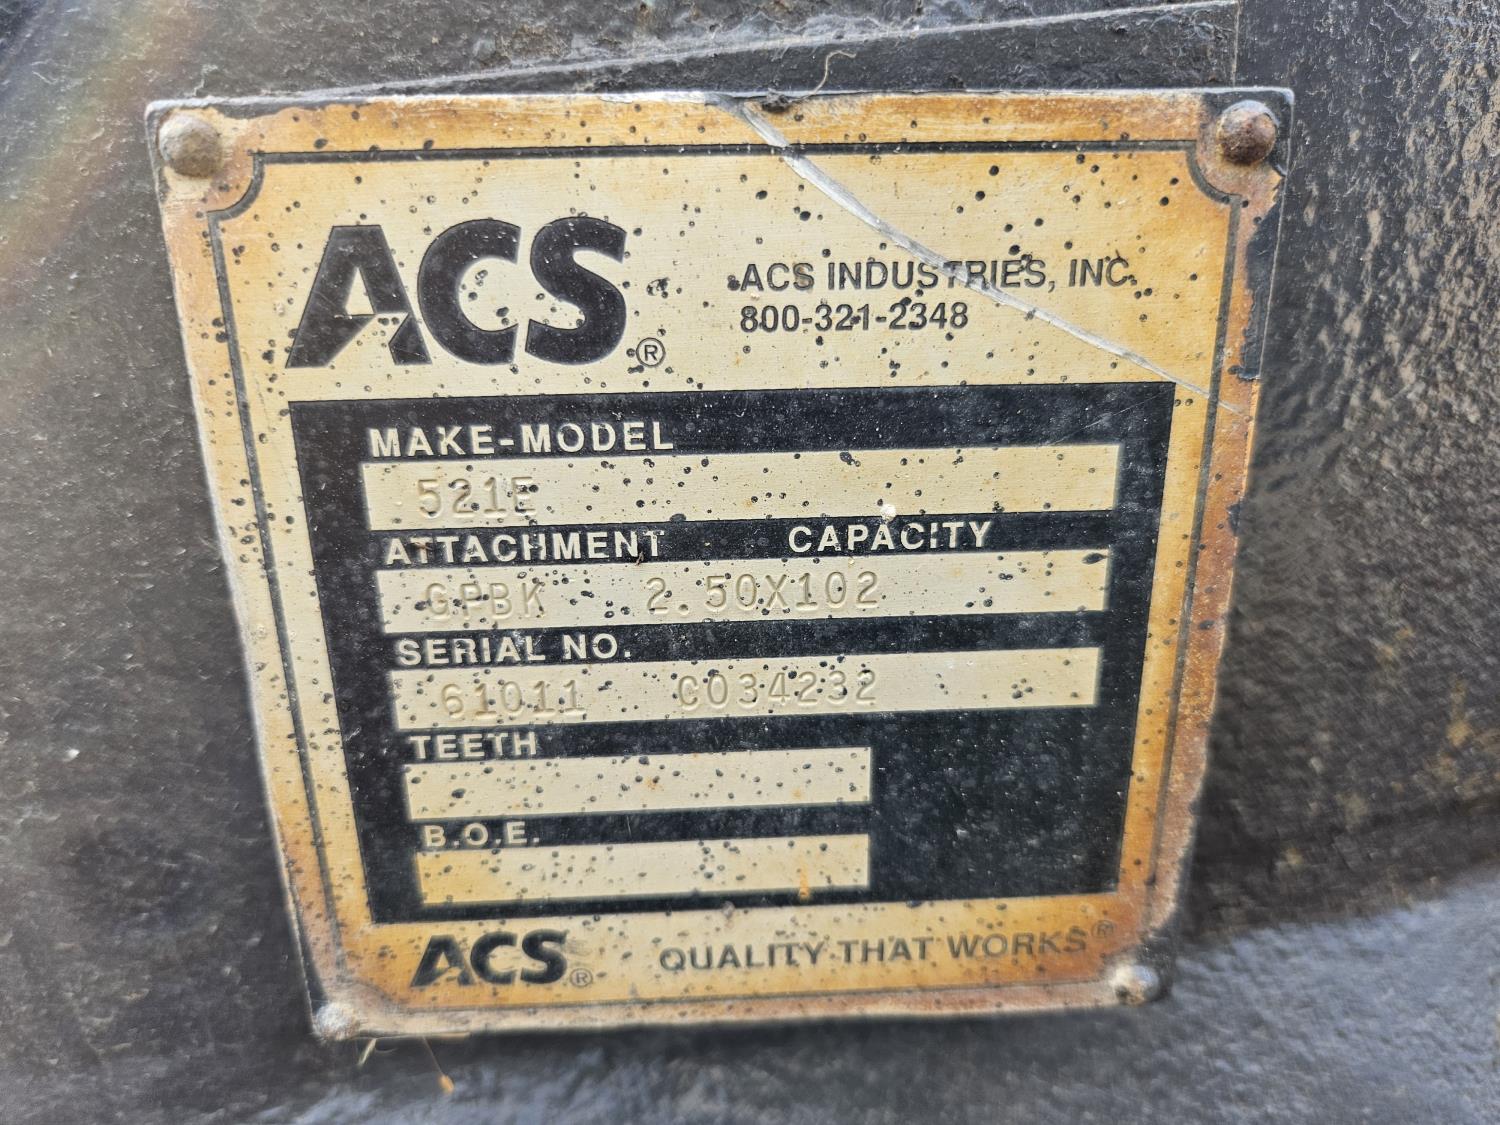 ACS®
ACS INDUSTRIES, INC.
800-321-2348
MAKE-MODEL
521E
ATTACHMENT CAPACITY
GPBK 2.50X102
SERIAL NO.
61011 C034232
TEETH
B.O.E.
ACS® QUALITY THAT WORKS®